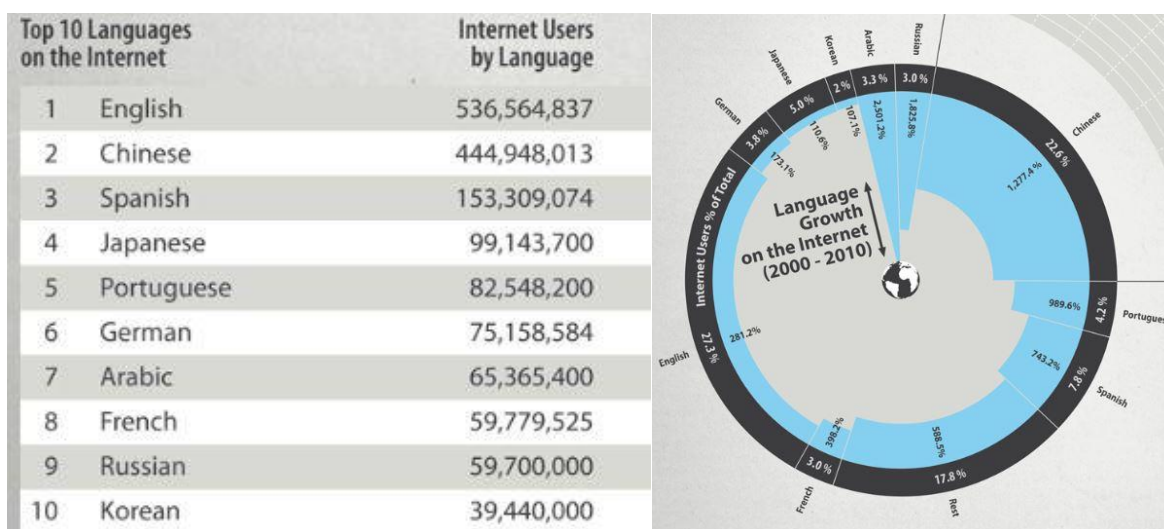 Top 10 Languages
on the Internet
Internet Users
by Language
1 English 536,564,837
2 Chinese 444,948,013
3 Spanish 153,309,074
4 Japanese 99,143,700
5 Portuguese 82,548,200
6 German 75,158,584
7 Arabic 65,365,400
8 French 59,779,525
9 Russian 59,700,000
10 Korean 39,440,000
Language
Growth
on the Internet
(2000 - 2010)
Internet Users % of Total
Russian
3.0 %
1,825.8%
Chinese
22.6 %
1,277.4 %
Portugues
4.2 %
989.6%
Spanish
7.8 %
743.2%
Rest
17.8 %
588.5%
French
3.0 %
398.2%
English
27.3 %
281.2%
German
3.8%
173.1%
Japanese
5.0 %
110.6%
Korean
2 %
107.1%
Arabic
3.3 %
2,501.2%